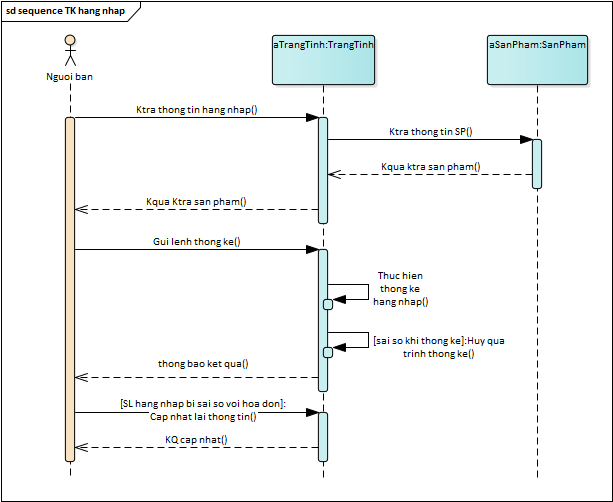 sd sequence TK hang nhap
aTrangTinh:TrangTinh
aSanPham:SanPham
Nguoi ban
Ktra thong tin hang nhap()
Ktra thong tin SP()
Kqua ktra san pham()
Kqua Ktra san pham()
Gui lenh thong ke()
Thuc hien
thong ke
hang nhap()
[sai so khi thong ke]:Huy qua
trinh thong ke()
thong bao ket qua()
[SL hang nhap bi sai so voi hoa don]:
Cap nhat lai thong tin()
KQ cap nhat()